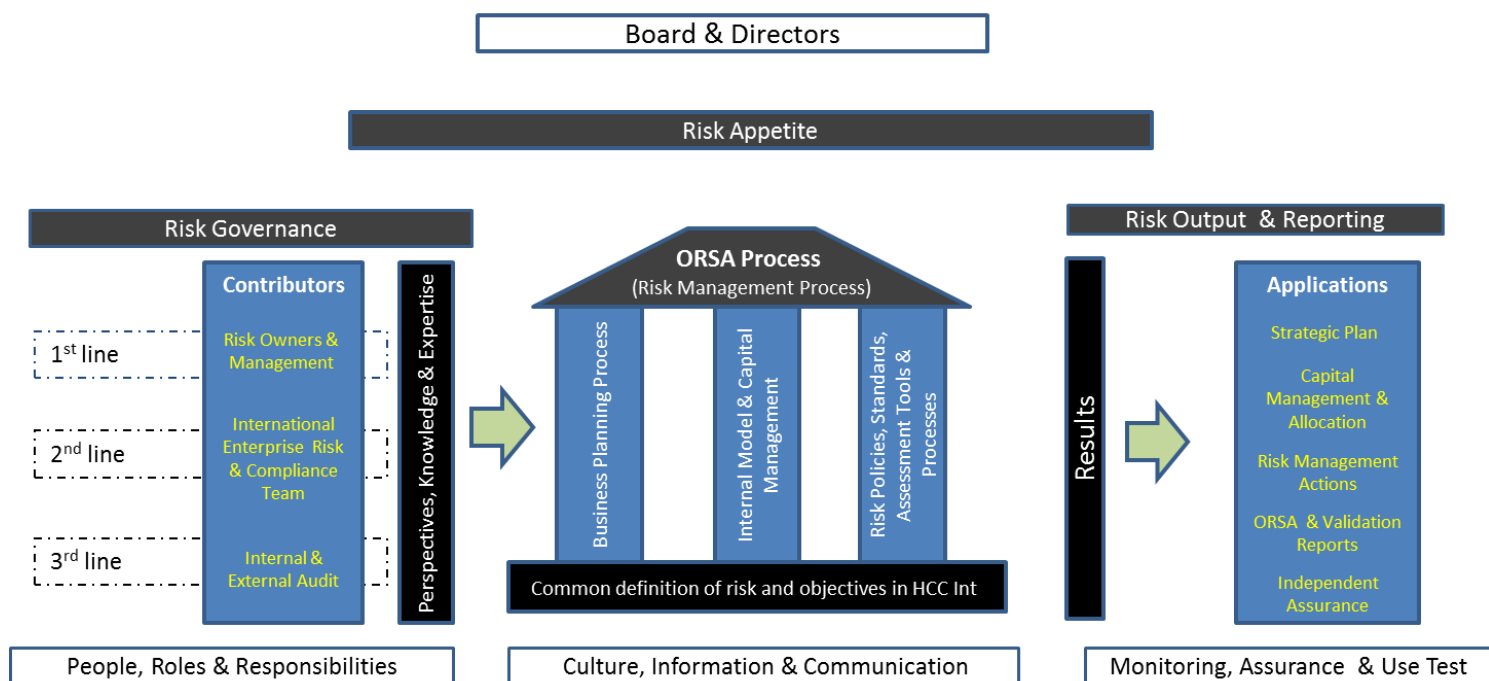 Board & Directors
Risk Appetite
Risk Governance
Contributors
1st line
Risk Owners &
Management
2nd line
International
Enterprise Risk
& Compliance
Team
3rd line
Internal &
External Audit
Perspectives, Knowledge & Expertise
People, Roles & Responsibilities
ORSA Process
(Risk Management Process)
Business Planning Process
Internal Model & Capital
Management
Risk Policies, Standards,
Assessment Tools &
Processes
Common definition of risk and objectives in HCC Int
Culture, Information & Communication
Risk Output & Reporting
Results
Applications
Strategic Plan
Capital
Management &
Allocation
Risk Management
Actions
ORSA & Validation
Reports
Independent
Assurance
Monitoring, Assurance & Use Test